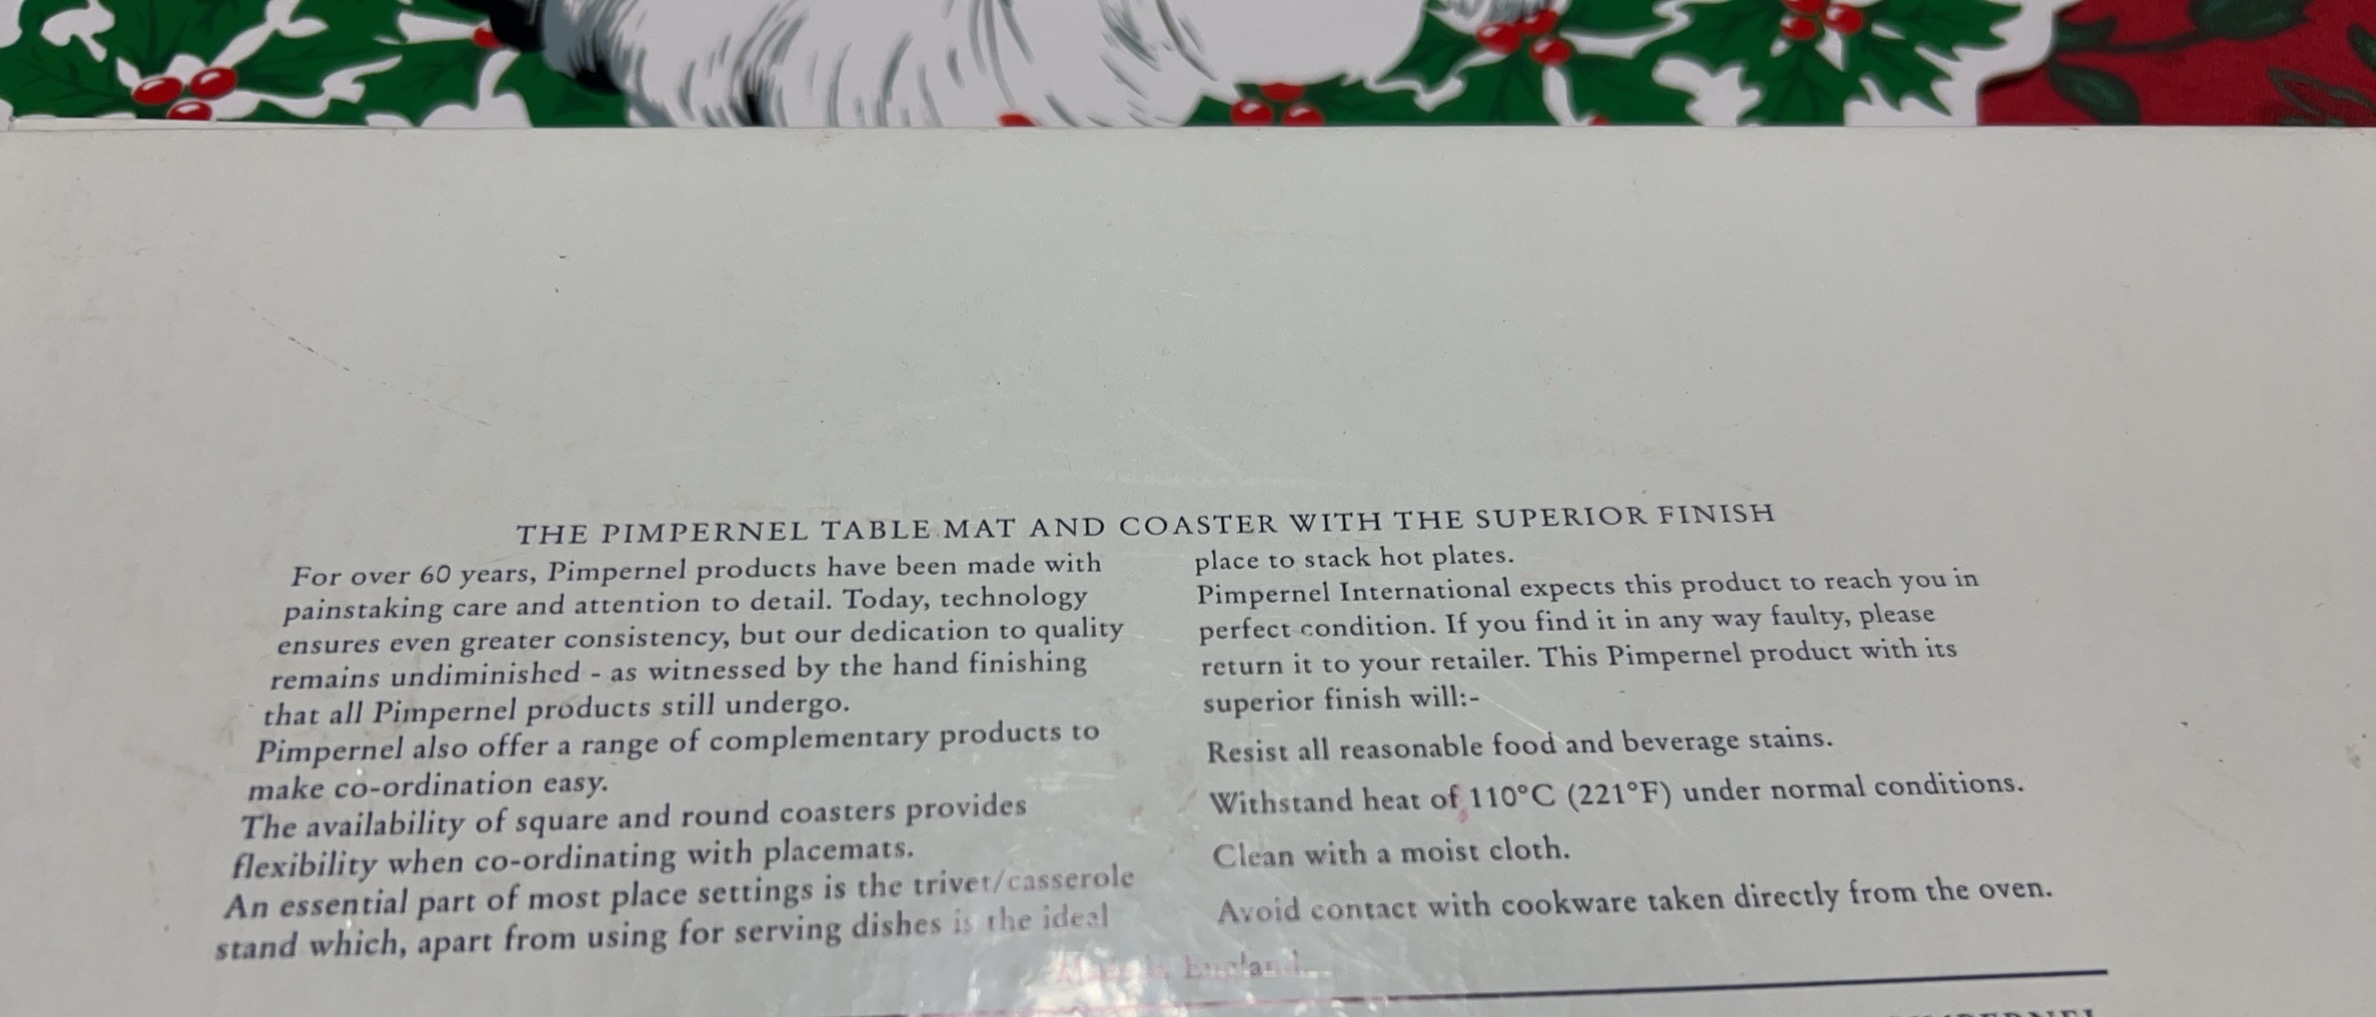 THE PIMPERNEL TABLE MAT AND COASTER WITH THE SUPERIOR FINISH
For over 60 years, Pimpernel products have been made with
painstaking care and attention to detail. Today, technology
ensures even greater consistency, but our dedication to quality
remains undiminished - as witnessed by the hand finishing
that all Pimpernel products still undergo.
Pimpernel also offer a range of complementary products to
make co-ordination easy.
The availability of square and round coasters provides
flexibility when co-ordinating with placemats.
An essential part of most place settings is the trivet/casserole
stand which, apart from using for serving dishes is the ideal
place to stack hot plates.
Pimpernel International expects this product to reach you in
perfect condition. If you find it in any way faulty, please
return it to your retailer. This Pimpernel product with its
superior finish will:-
Resist all reasonable food and beverage stains.
Withstand heat of 110°C (221°F) under normal conditions.
Clean with a moist cloth.
Avoid contact with cookware taken directly from the oven.
Made in England